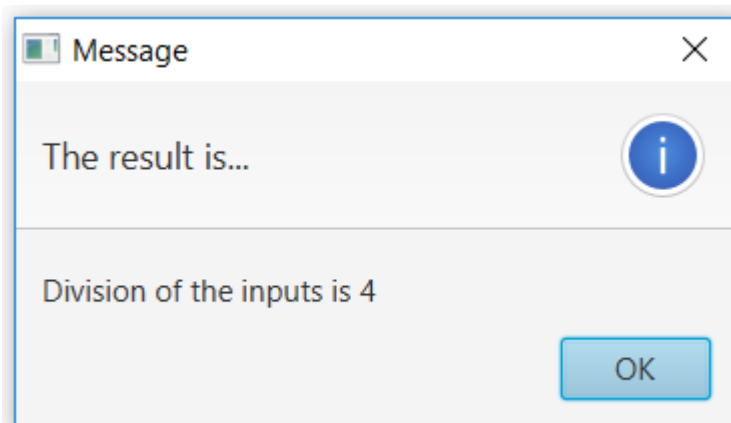 Message
The result is...
Division of the inputs is 4
OK